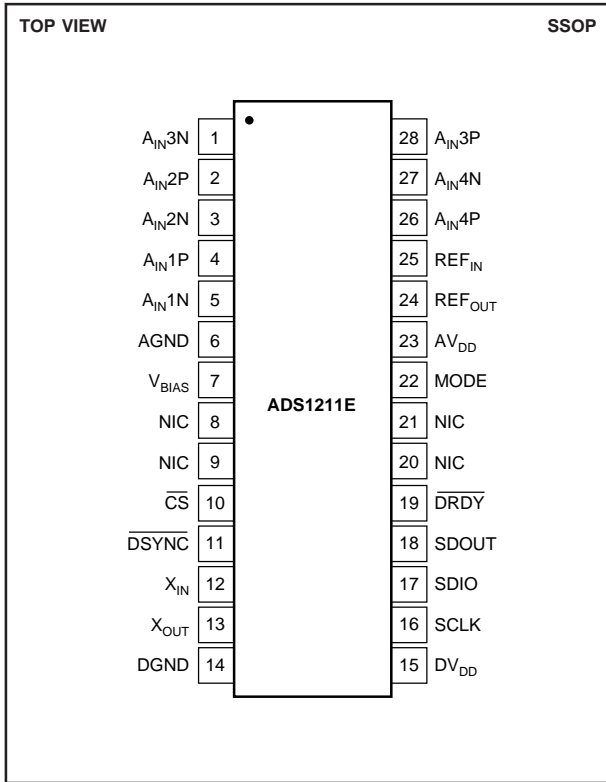 TOP VIEW SSOP
A_IN3N 1 28 A_IN3P
A_IN2P 2 27 A_IN4N
A_IN2N 3 26 A_IN4P
A_IN1P 4 25 REF_IN
A_IN1N 5 24 REF_OUT
AGND 6 23 AV_DD
V_BIAS 7 22 MODE
ADS1211E
NIC 8 21 NIC
NIC 9 20 NIC
C̅S̅ 10 19 D̅R̅D̅Y̅
D̅S̅Y̅N̅C̅ 11 18 SDOUT
X_IN 12 17 SDIO
X_OUT 13 16 SCLK
DGND 14 15 DV_DD